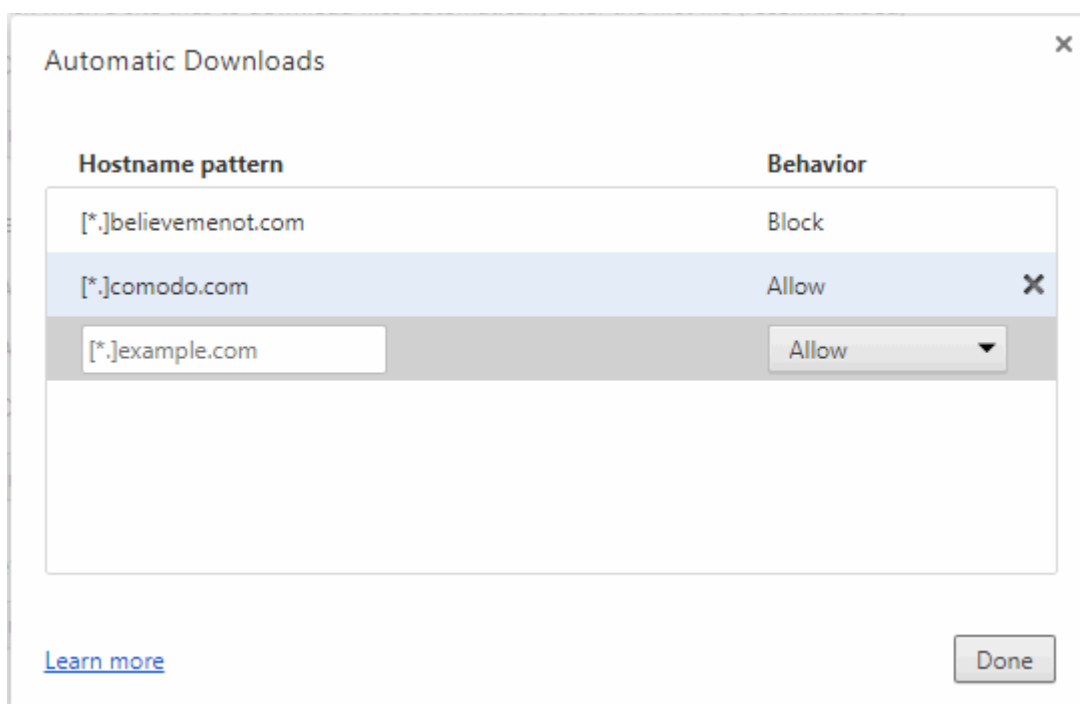 Automatic Downloads
Hostname pattern Behavior
[*.]believemenot.com Block
[*.]comodo.com Allow
[*.]example.com Allow
Learn more Done